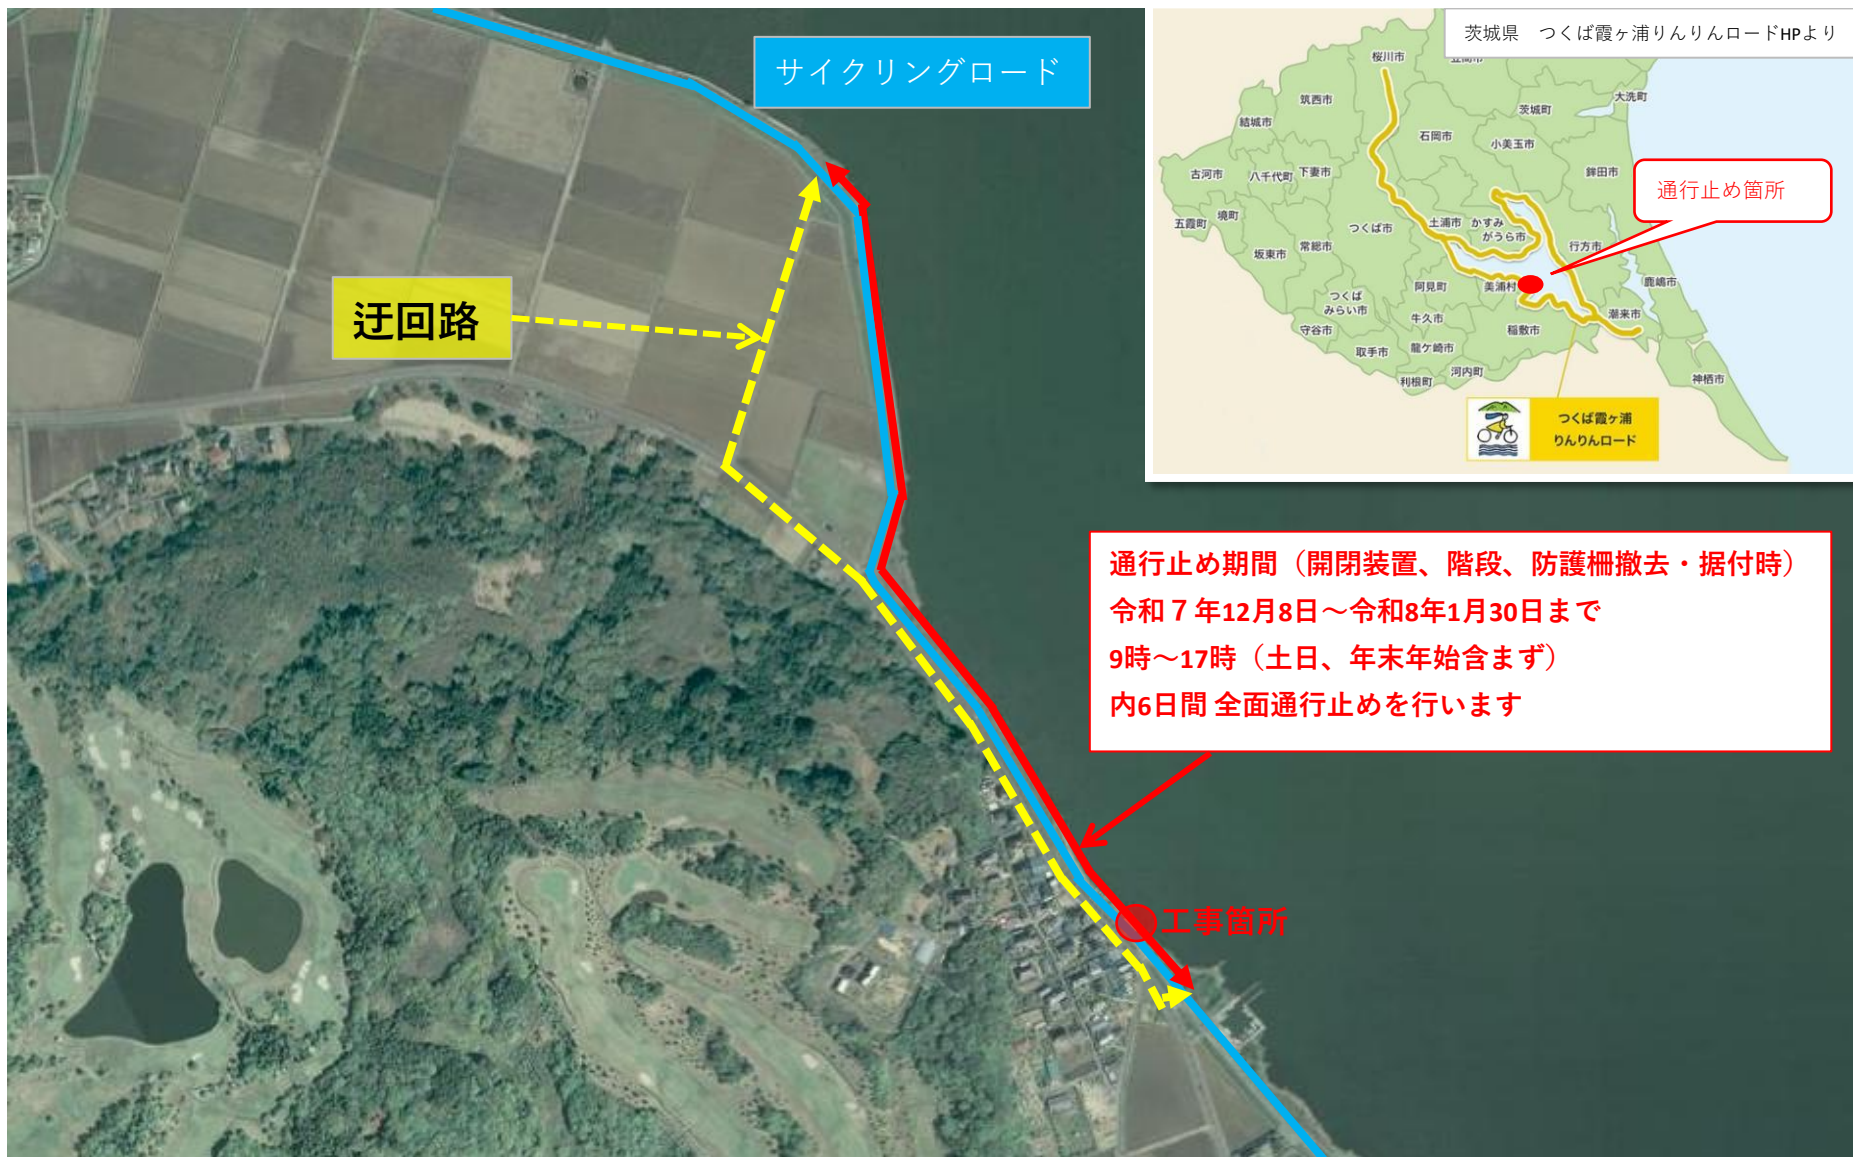 サイクリングロード
茨城県　つくば霞ヶ浦りんりんロードHPより
桜川市
筑西市
結城市
茨城町
大洗町
石岡市
小美玉市
古河市
八千代町
下妻市
鉾田市
通行止め箇所
五霞町
境町
つくば市
土浦市
かすみ
がうら市
行方市
坂東市
常総市
鹿嶋市
阿見町
美浦村
つくば
みらい市
守谷市
牛久市
稲敷市
潮来市
取手市
龍ケ崎市
利根町
河内町
神栖市
つくば霞ヶ浦
りんりんロード
迂回路
通行止め期間（開閉装置、階段、防護柵撤去・据付時）
令和７年12月8日～令和8年1月30日まで
9時～17時（土日、年末年始含まず）
内6日間 全面通行止めを行います
工事箇所